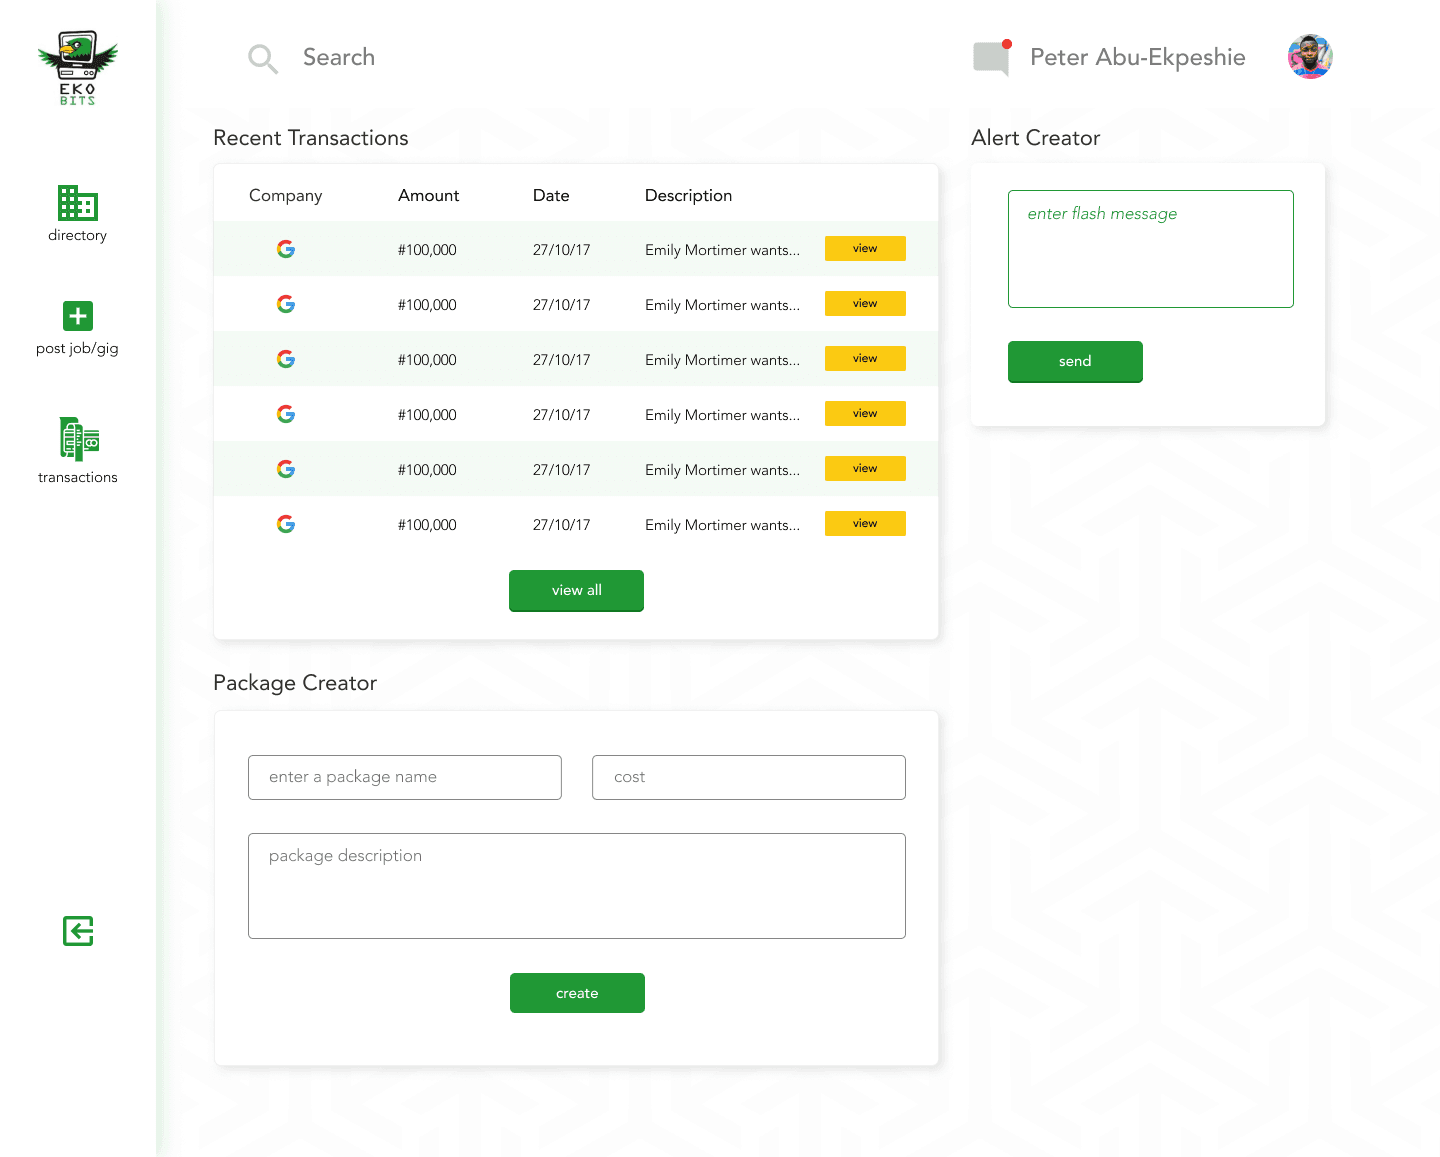 EKO
BITS
Search
Peter Abu-Ekpeshie
directory
post job/gig
transactions
Recent Transactions
Company Amount Date Description
#100,000 27/10/17 Emily Mortimer wants... view
#100,000 27/10/17 Emily Mortimer wants... view
#100,000 27/10/17 Emily Mortimer wants... view
#100,000 27/10/17 Emily Mortimer wants... view
#100,000 27/10/17 Emily Mortimer wants... view
#100,000 27/10/17 Emily Mortimer wants... view
view all
Alert Creator
enter flash message
send
Package Creator
enter a package name
cost
package description
create